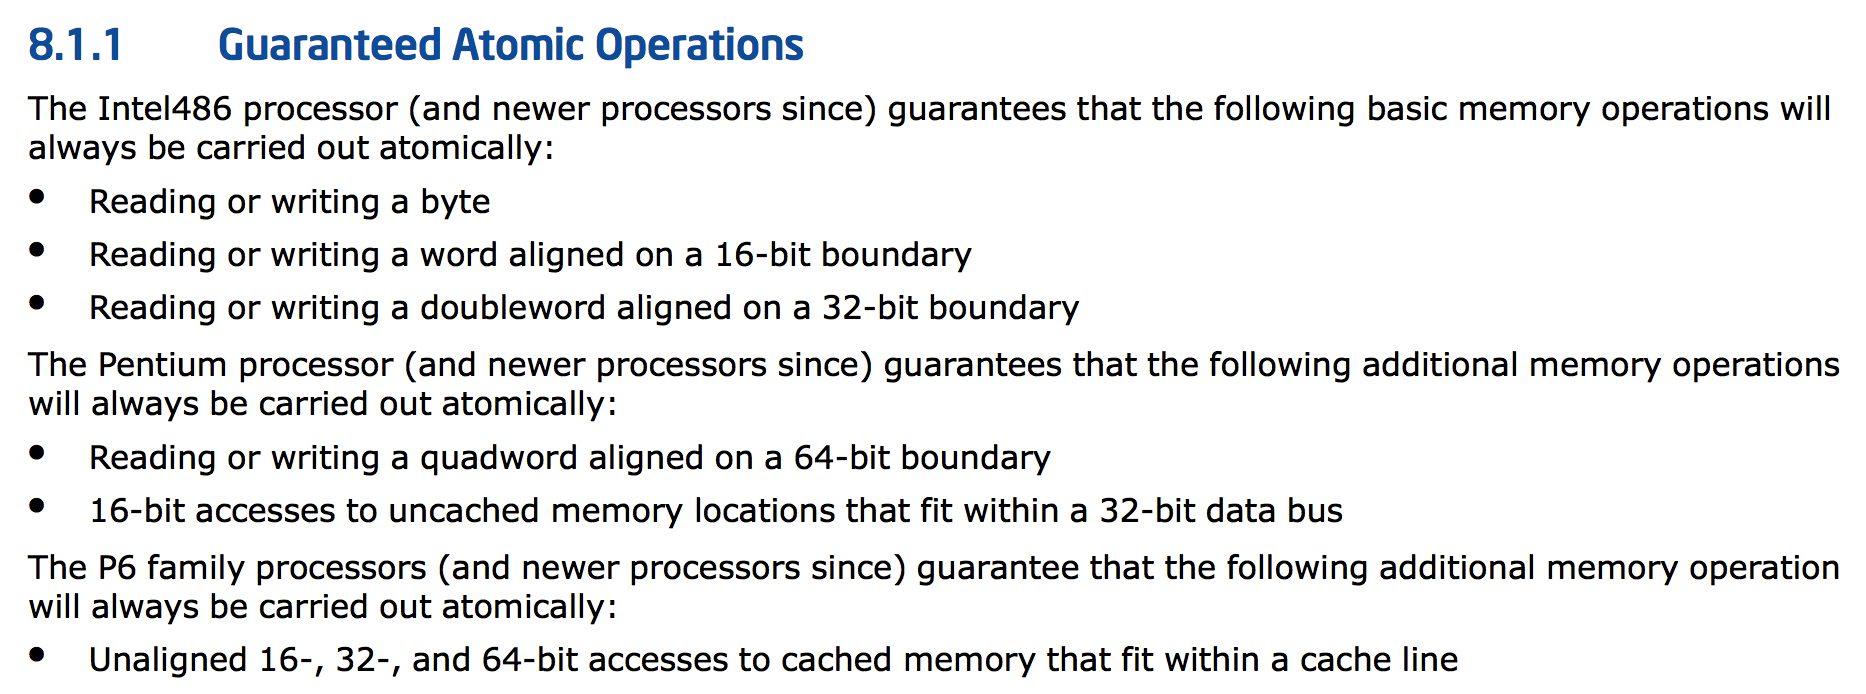 8.1.1 Guaranteed Atomic Operations
The Intel486 processor (and newer processors since) guarantees that the following basic memory operations will
always be carried out atomically:
• Reading or writing a byte
• Reading or writing a word aligned on a 16-bit boundary
• Reading or writing a doubleword aligned on a 32-bit boundary
The Pentium processor (and newer processors since) guarantees that the following additional memory operations
will always be carried out atomically:
• Reading or writing a quadword aligned on a 64-bit boundary
• 16-bit accesses to uncached memory locations that fit within a 32-bit data bus
The P6 family processors (and newer processors since) guarantee that the following additional memory operation
will always be carried out atomically:
• Unaligned 16-, 32-, and 64-bit accesses to cached memory that fit within a cache line